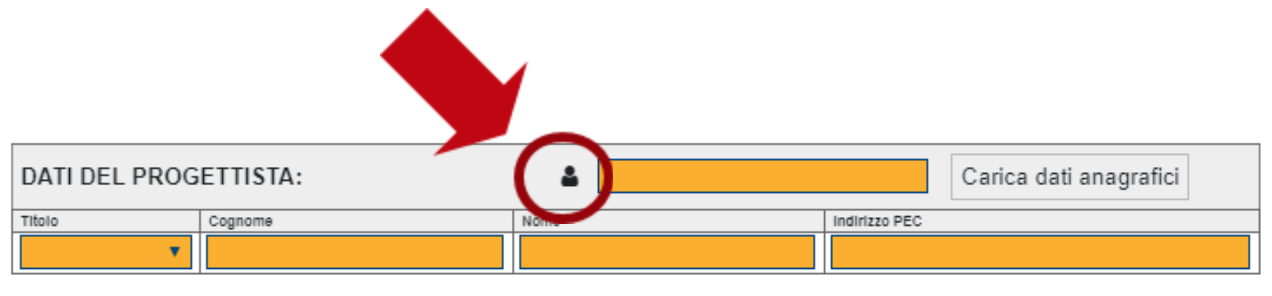 DATI DEL PROGETTISTA: Carica dati anagrafici
Titolo Cognome Nome Indirizzo PEC